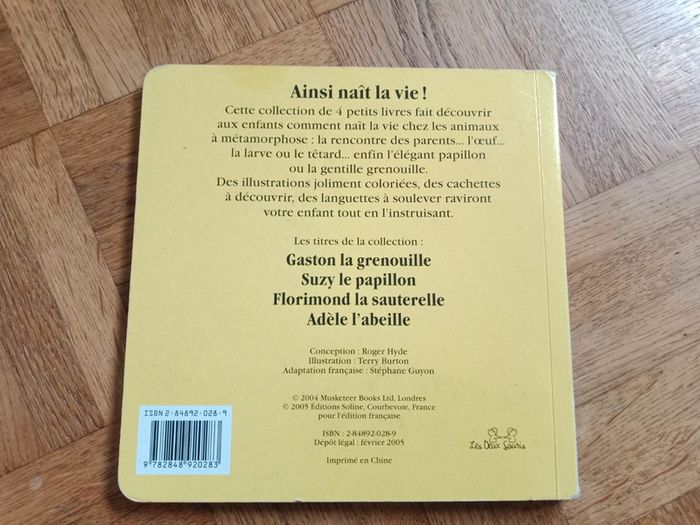 Ainsi naît la vie !
Cette collection de 4 petits livres fait découvrir
aux enfants comment naît la vie chez les animaux
à métamorphose : la rencontre des parents... l'œuf...
la larve ou le têtard... enfin l'élégant papillon
ou la gentille grenouille.
Des illustrations joliment coloriées, des cachettes
à découvrir, des languettes à soulever raviront
votre enfant tout en l'instruisant.
Les titres de la collection :
Gaston la grenouille
Suzy le papillon
Florimond la sauterelle
Adèle l'abeille
Conception : Roger Hyde
Illustration : Terry Burton
Adaptation française : Stéphane Guyon
© 2004 Musketeer Books Ltd, Londres
© 2005 Éditions Soline, Courbevoie, France
pour l'édition française
ISBN : 2-84892-028-9
Dépôt légal : février 2005
Imprimé en Chine
ISBN 2-84892-028-9
9 782848 920283
Les Deux Souris